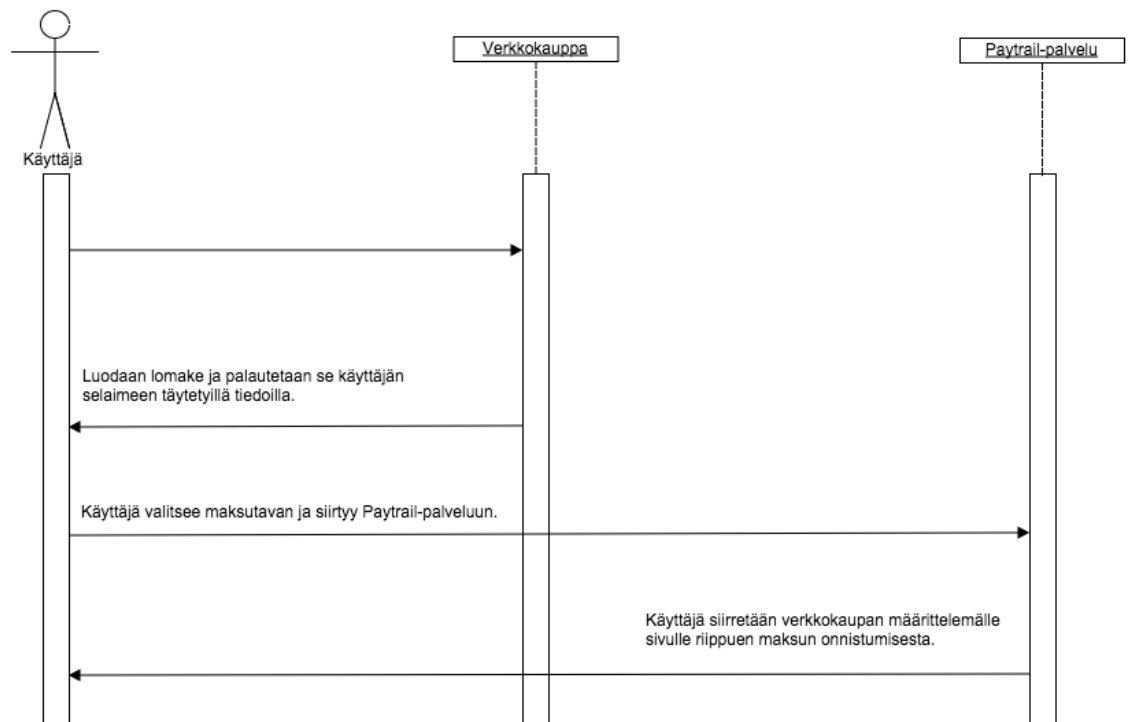 Verkkokauppa
Paytrail-palvelu
Käyttäjä
Luodaan lomake ja palautetaan se käyttäjän
selaimeen täytetyillä tiedoilla.
Käyttäjä valitsee maksutavan ja siirtyy Paytrail-palveluun.
Käyttäjä siirretään verkkokaupan määrittelemälle
sivulle riippuen maksun onnistumisesta.